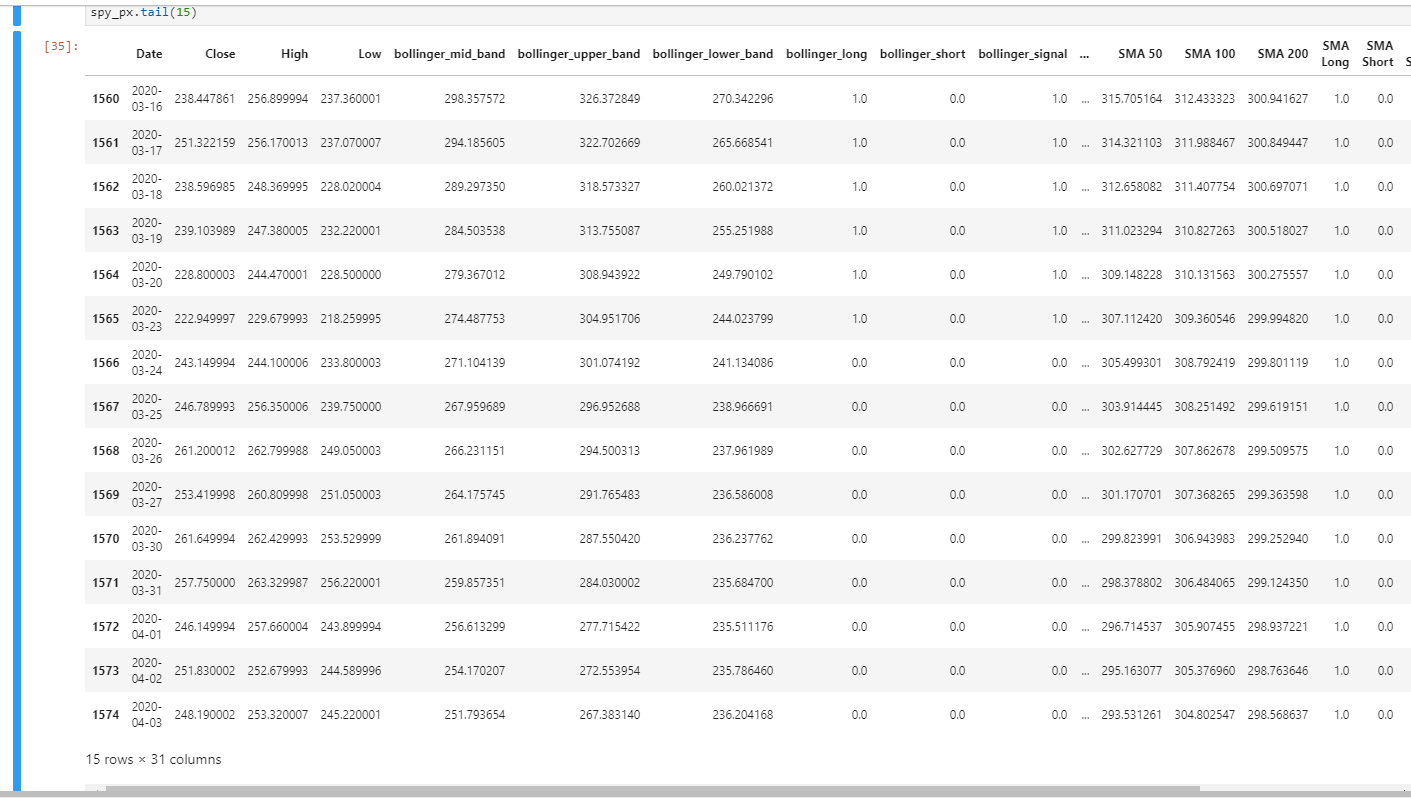 spy_px.tail(15)
[35]:
Date Close High Low bollinger_mid_band bollinger_upper_band bollinger_lower_band bollinger_long bollinger_short bollinger_signal ... SMA 50 SMA 100 SMA 200 SMA Long SMA Short S
1560 2020-03-16 238.447861 256.899994 237.360001 298.357572 326.372849 270.342296 1.0 0.0 1.0 ... 315.705164 312.433323 300.941627 1.0 0.0
1561 2020-03-17 251.322159 256.170013 237.070007 294.185605 322.702669 265.668541 1.0 0.0 1.0 ... 314.321103 311.988467 300.849447 1.0 0.0
1562 2020-03-18 238.596985 248.369995 228.020004 289.297350 318.573327 260.021372 1.0 0.0 1.0 ... 312.658082 311.407754 300.697071 1.0 0.0
1563 2020-03-19 239.103989 247.380005 232.220001 284.503538 313.755087 255.251988 1.0 0.0 1.0 ... 311.023294 310.827263 300.518027 1.0 0.0
1564 2020-03-20 228.800003 244.470001 228.500000 279.367012 308.943922 249.790102 1.0 0.0 1.0 ... 309.148228 310.131563 300.275557 1.0 0.0
1565 2020-03-23 222.949997 229.679993 218.259995 274.487753 304.951706 244.023799 1.0 0.0 1.0 ... 307.112420 309.360546 299.994820 1.0 0.0
1566 2020-03-24 243.149994 244.100006 233.800003 271.104139 301.074192 241.134086 0.0 0.0 0.0 ... 305.499301 308.792419 299.801119 1.0 0.0
1567 2020-03-25 246.789993 256.350006 239.750000 267.959689 296.952688 238.966691 0.0 0.0 0.0 ... 303.914445 308.251492 299.619151 1.0 0.0
1568 2020-03-26 261.200012 262.799988 249.050003 266.231151 294.500313 237.961989 0.0 0.0 0.0 ... 302.627729 307.862678 299.509575 1.0 0.0
1569 2020-03-27 253.419998 260.809998 251.050003 264.175745 291.765483 236.586008 0.0 0.0 0.0 ... 301.170701 307.368265 299.363598 1.0 0.0
1570 2020-03-30 261.649994 262.429993 253.529999 261.894091 287.550420 236.237762 0.0 0.0 0.0 ... 299.823991 306.943983 299.252940 1.0 0.0
1571 2020-03-31 257.750000 263.329987 256.220001 259.857351 284.030002 235.684700 0.0 0.0 0.0 ... 298.378802 306.484065 299.124350 1.0 0.0
1572 2020-04-01 246.149994 257.660004 243.899994 256.613299 277.715422 235.511176 0.0 0.0 0.0 ... 296.714537 305.907455 298.937221 1.0 0.0
1573 2020-04-02 251.830002 252.679993 244.589996 254.170207 272.553954 235.786460 0.0 0.0 0.0 ... 295.163077 305.376960 298.763646 1.0 0.0
1574 2020-04-03 248.190002 253.320007 245.220001 251.793654 267.383140 236.204168 0.0 0.0 0.0 ... 293.531261 304.802547 298.568637 1.0 0.0
15 rows × 31 columns